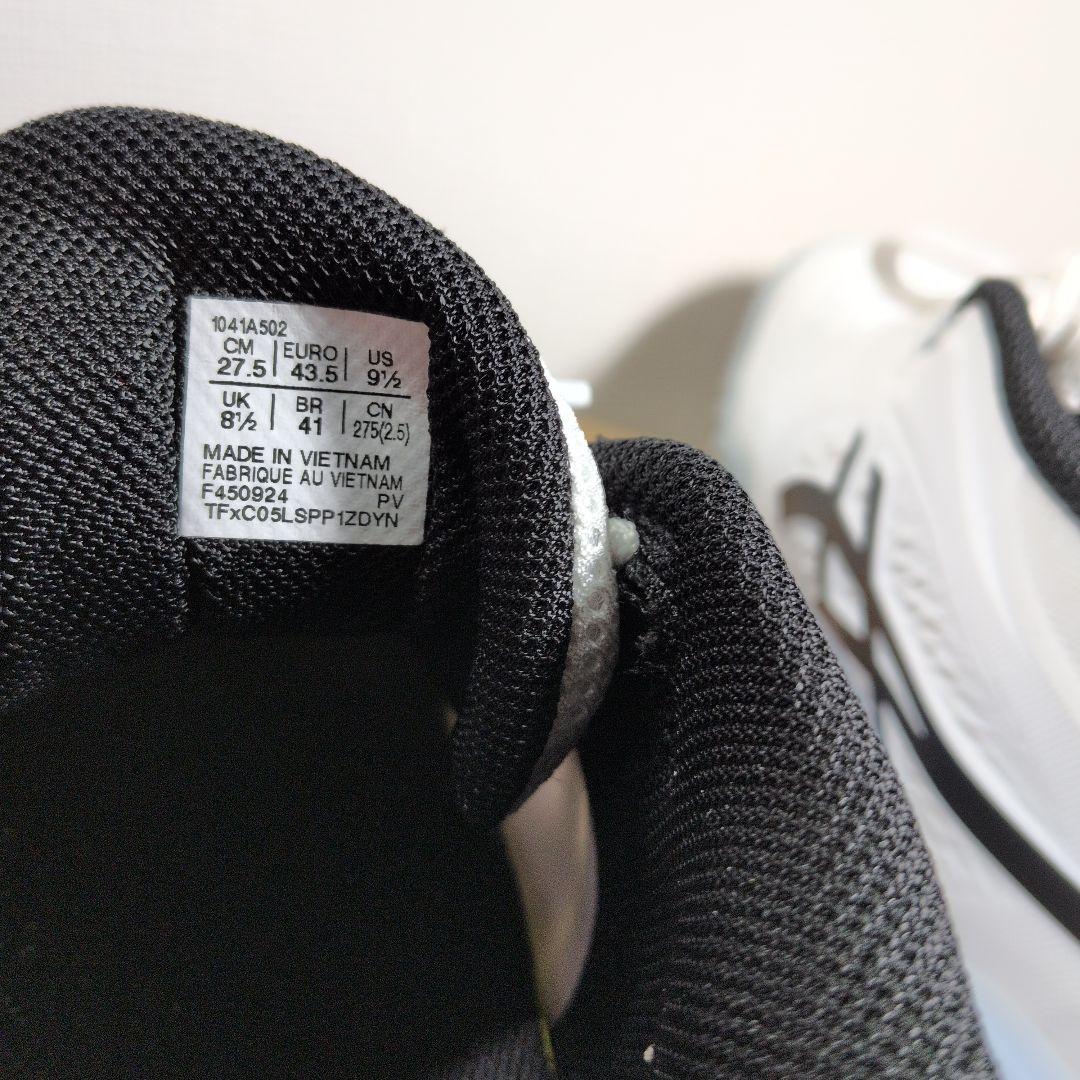 1041A502
CM 27.5 | EURO 43.5 | US 9½
UK 8½ | BR 41 | CN 275(2.5)
MADE IN VIETNAM
FABRIQUE AU VIETNAM
F450924 PV
TFxC05LSPP1ZDYN